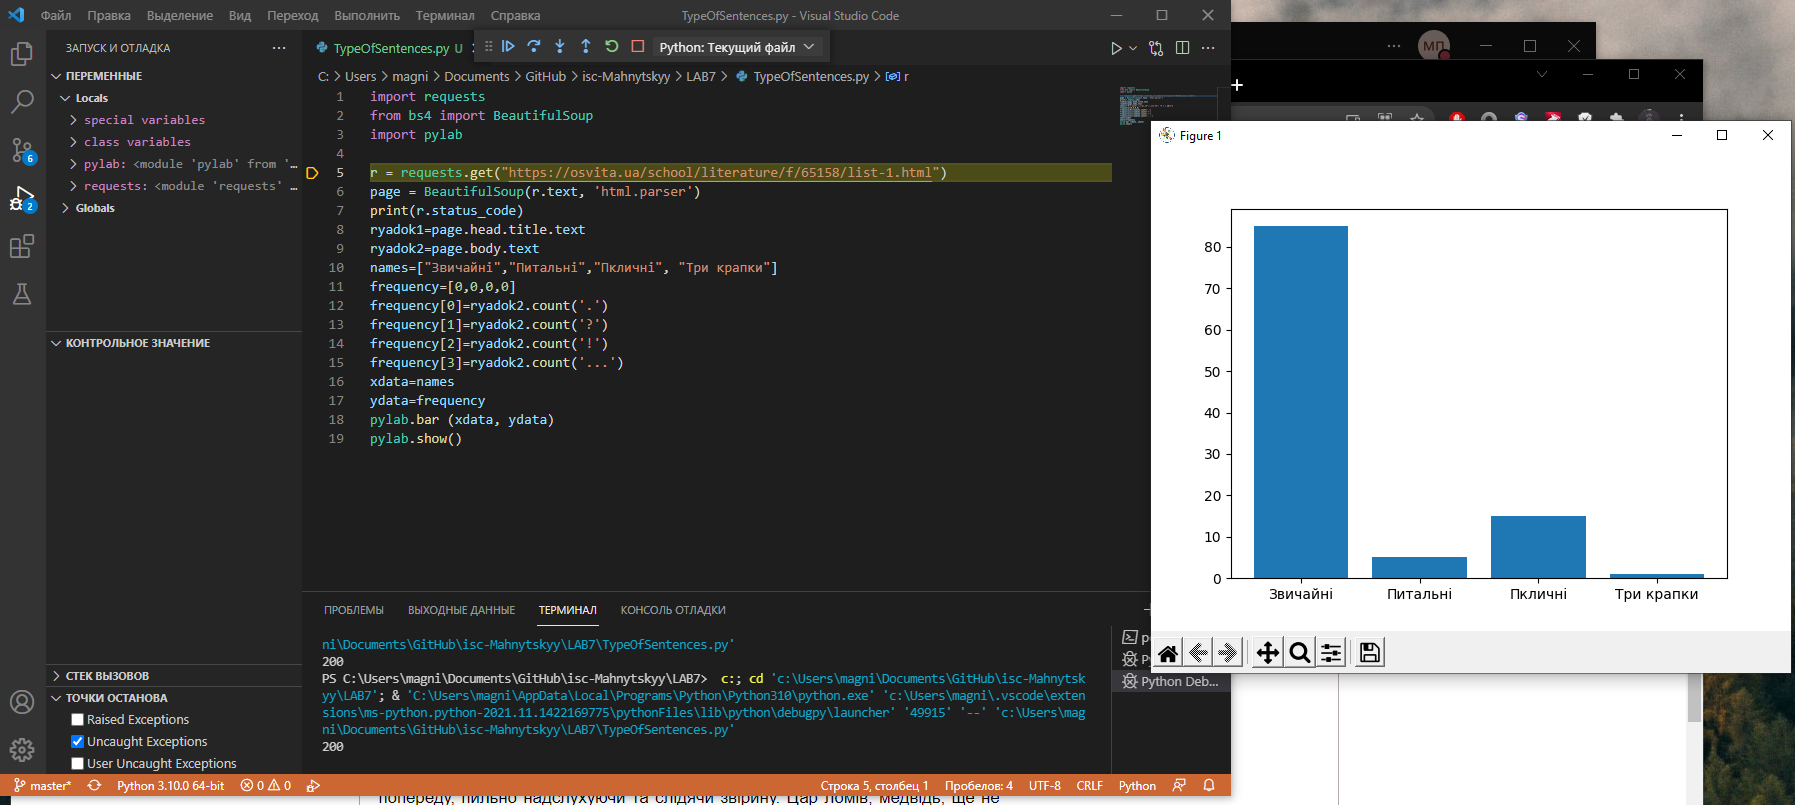 Файл Правка Выделение Вид Переход Выполнить Терминал Справка TypeOfSentences.py - Visual Studio Code
ЗАПУСК И ОТЛАДКА ···
ПЕРЕМЕННЫЕ
Locals
special variables
class variables
pylab: <module 'pylab' from '...
requests: <module 'requests' ...
Globals
КОНТРОЛЬНОЕ ЗНАЧЕНИЕ
СТЕК ВЫЗОВОВ
ТОЧКИ ОСТАНОВА
Raised Exceptions
Uncaught Exceptions
User Uncaught Exceptions
6
2
TypeOfSentences.py U
Python: Текущий файл
C: > Users > magni > Documents > GitHub > isc-Mahnytskyy > LAB7 > TypeOfSentences.py > r
1 import requests
2 from bs4 import BeautifulSoup
3 import pylab
4
5 r = requests.get("https://osvita.ua/school/literature/f/65158/list-1.html")
6 page = BeautifulSoup(r.text, 'html.parser')
7 print(r.status_code)
8 ryadok1=page.head.title.text
9 ryadok2=page.body.text
10 names=["Звичайні","Питальні","Пкличні", "Три крапки"]
11 frequency=[0,0,0,0]
12 frequency[0]=ryadok2.count('.')
13 frequency[1]=ryadok2.count('?')
14 frequency[2]=ryadok2.count('!')
15 frequency[3]=ryadok2.count('...')
16 xdata=names
17 ydata=frequency
18 pylab.bar (xdata, ydata)
19 pylab.show()
ПРОБЛЕМЫ ВЫХОДНЫЕ ДАННЫЕ ТЕРМИНАЛ КОНСОЛЬ ОТЛАДКИ
ni\Documents\GitHub\isc-Mahnytskyy\LAB7\TypeOfSentences.py'
200
PS C:\Users\magni\Documents\GitHub\isc-Mahnytskyy\LAB7> c:; cd 'c:\Users\magni\Documents\GitHub\isc-Mahnytsk
yy\LAB7'; & 'C:\Users\magni\AppData\Local\Programs\Python\Python310\python.exe' 'c:\Users\magni\.vscode\exten
sions\ms-python.python-2021.11.1422169775\pythonFiles\lib\python\debugpy\launcher' '49915' '--' 'c:\Users\mag
ni\Documents\GitHub\isc-Mahnytskyy\LAB7\TypeOfSentences.py'
200
Python Deb...
master* Python 3.10.0 64-bit 0 0 Строка 5, столбец 1 Пробелов: 4 UTF-8 CRLF Python
МП
Figure 1
80
70
60
50
40
30
20
10
0
Звичайні Питальні Пкличні Три крапки
попереду, пильно надслухуючи та слідячи звірину. Цар ломів, медвідь, ще не